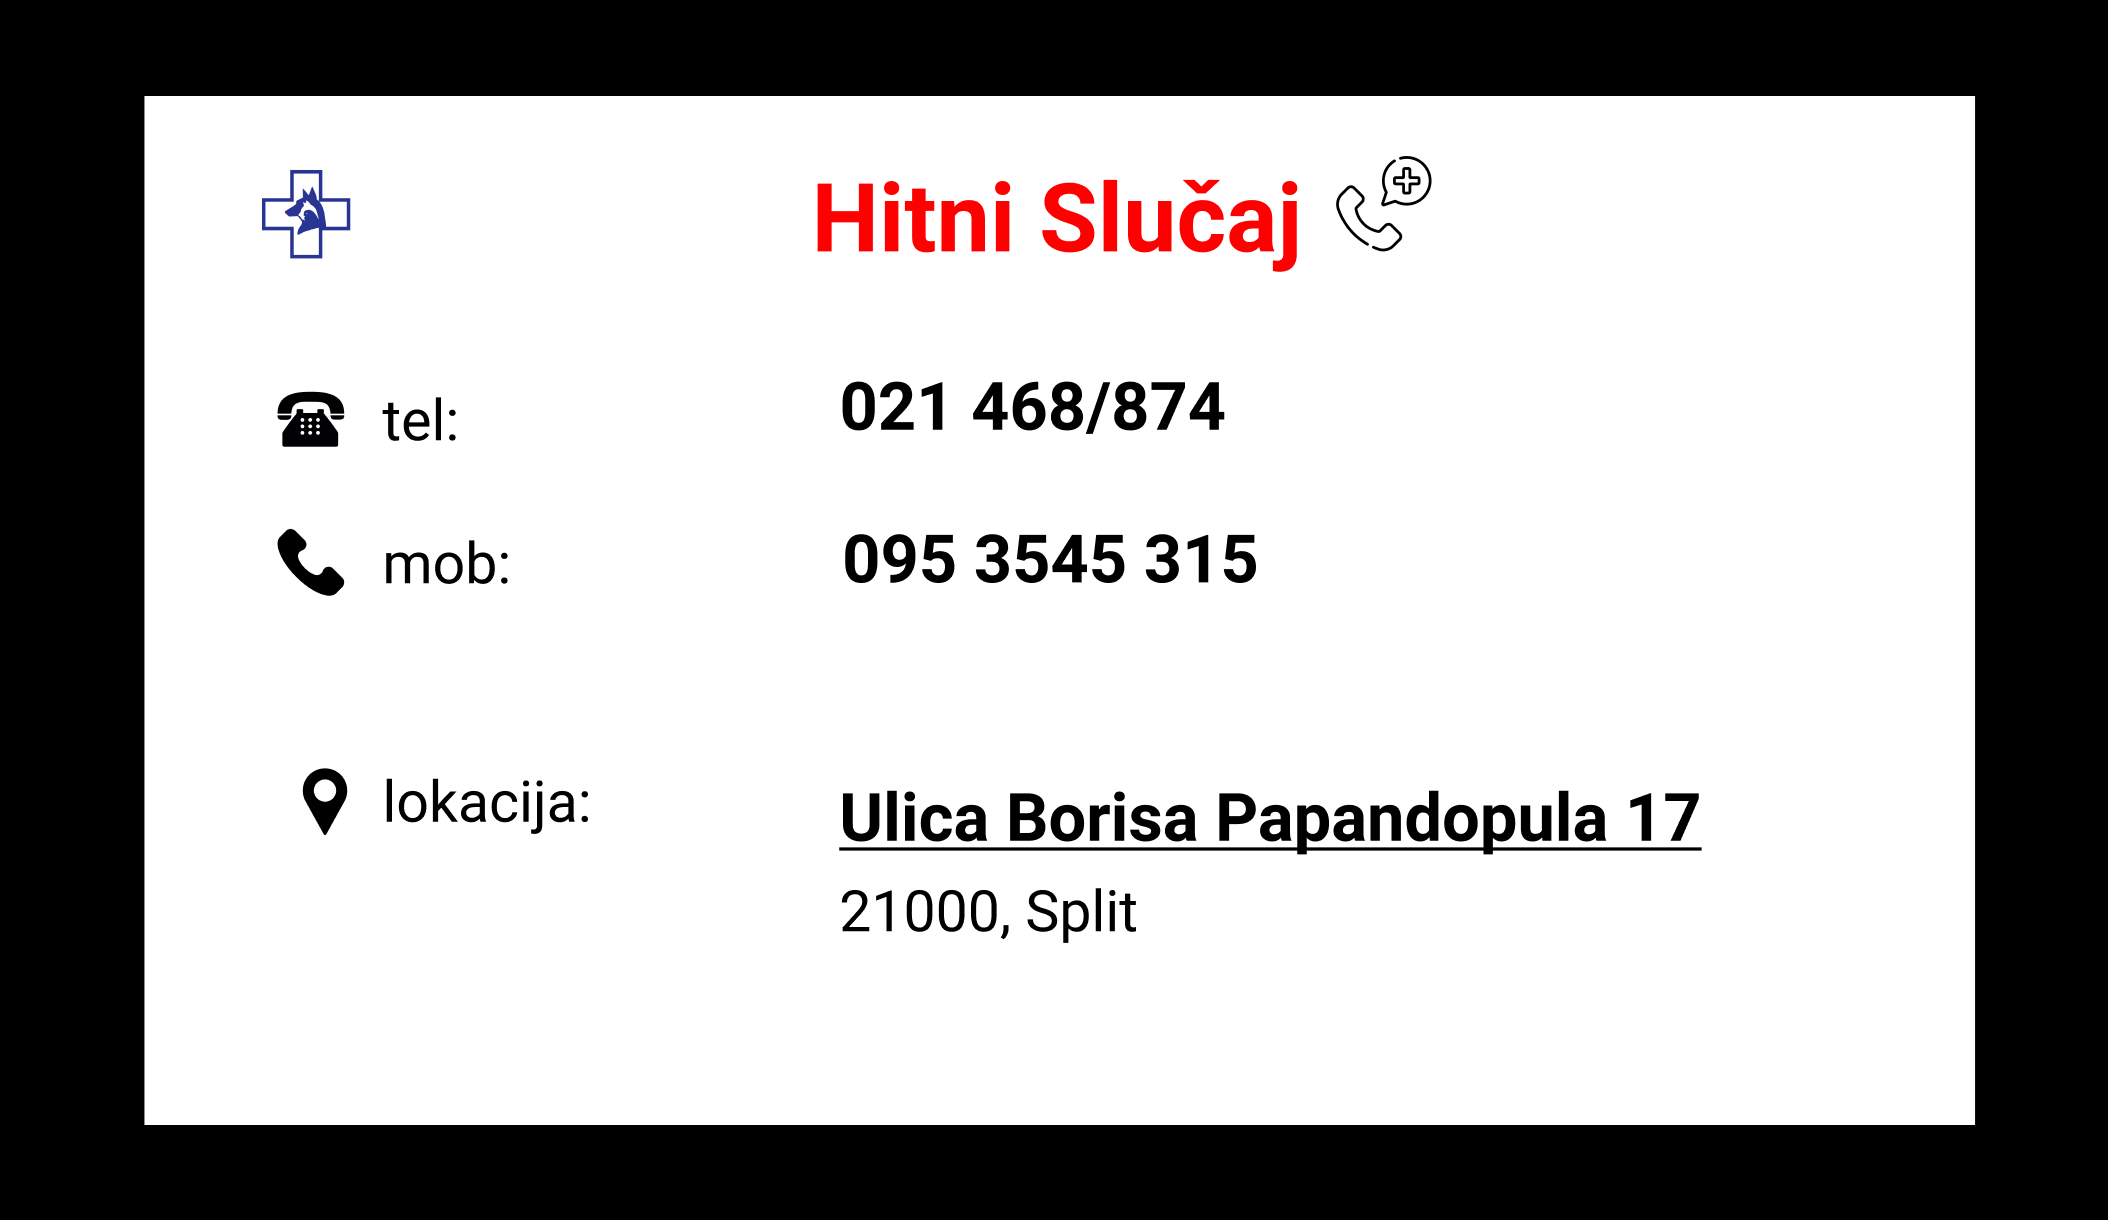 Hitni Slučaj
tel: 021 468/874
mob: 095 3545 315
lokacija: Ulica Borisa Papandopula 17
21000, Split